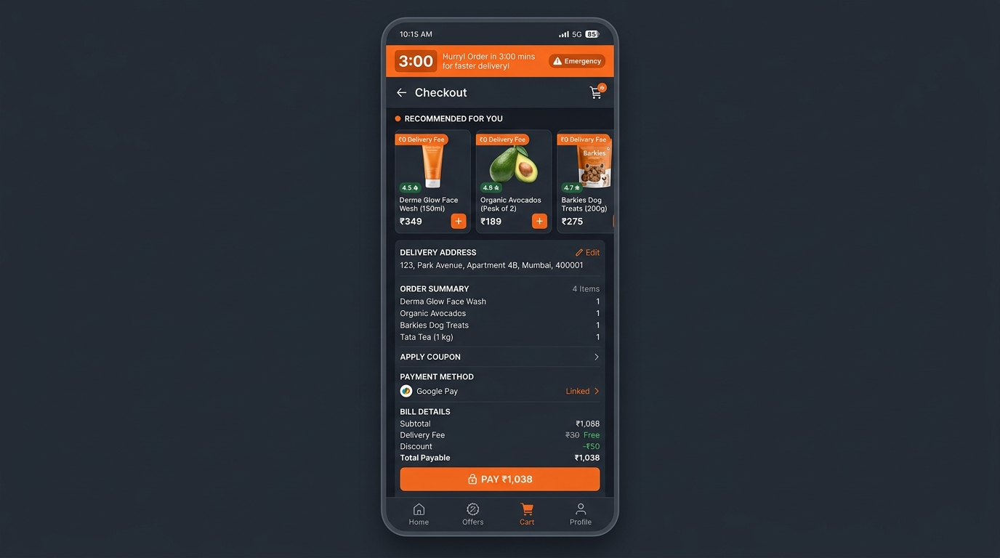 10:15 AM
5G 85
3:00
Hurry! Order in 3:00 mins
for faster delivery!
Emergency
Checkout
RECOMMENDED FOR YOU
₹0 Delivery Fee
₹0 Delivery Fee
₹0 Delivary Fae
Barkies
4.5
4.8
4.7
Derme Glow Face
Wesh (150ml)
Organic Avocados
(Pesk of 2)
Barkies Dog
Treats (200g)
₹349
+
₹189
+
₹275
DELIVERY ADDRESS
Edit
123, Park Avenue, Apartment 4B, Mumbai, 400001
ORDER SUMMARY
4 Items
Derma Glow Face Wash 1
Organic Avocados 1
Barkies Dog Treats 1
Tata Tea (1 kg) 1
APPLY COUPON
PAYMENT METHOD
Google Pay
Linked
BILL DETAILS
Subtotal ₹1,088
Delivery Fee ₹30 Free
Discount -₹50
Total Payable ₹1,038
PAY ₹1,038
Home
Offers
Cart
Profile